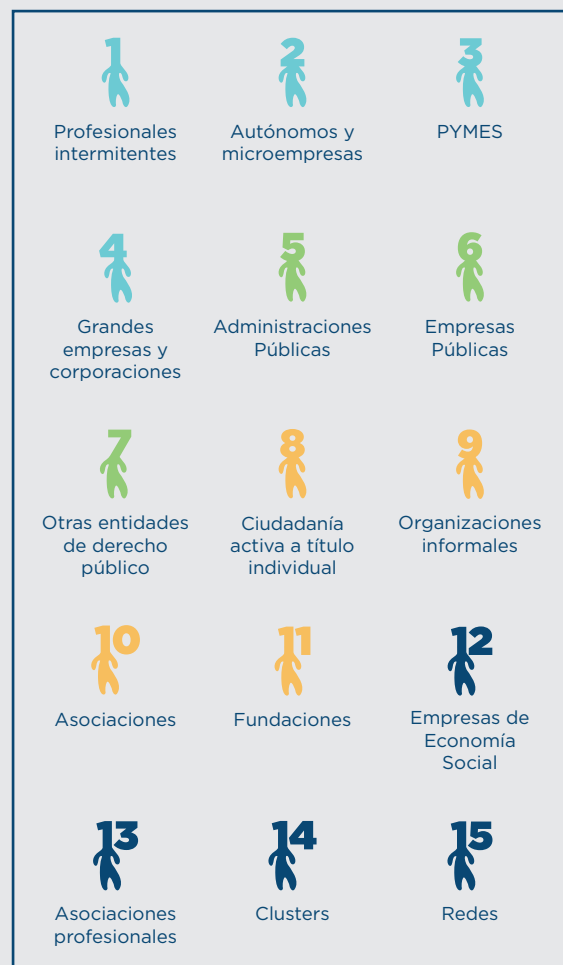 1
Profesionales
intermitentes
2
Autónomos y
microempresas
3
PYMES
4
Grandes
empresas y
corporaciones
5
Administraciones
Públicas
6
Empresas
Públicas
7
Otras entidades
de derecho
público
8
Ciudadanía
activa a título
individual
9
Organizaciones
informales
10
Asociaciones
11
Fundaciones
12
Empresas de
Economía
Social
13
Asociaciones
profesionales
14
Clusters
15
Redes